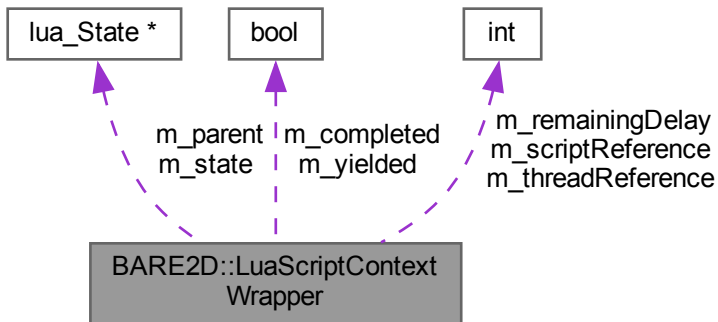 lua_State *
bool
int
m_parent
m_state
m_completed
m_yielded
m_remainingDelay
m_scriptReference
m_threadReference
BARE2D::LuaScriptContext
Wrapper